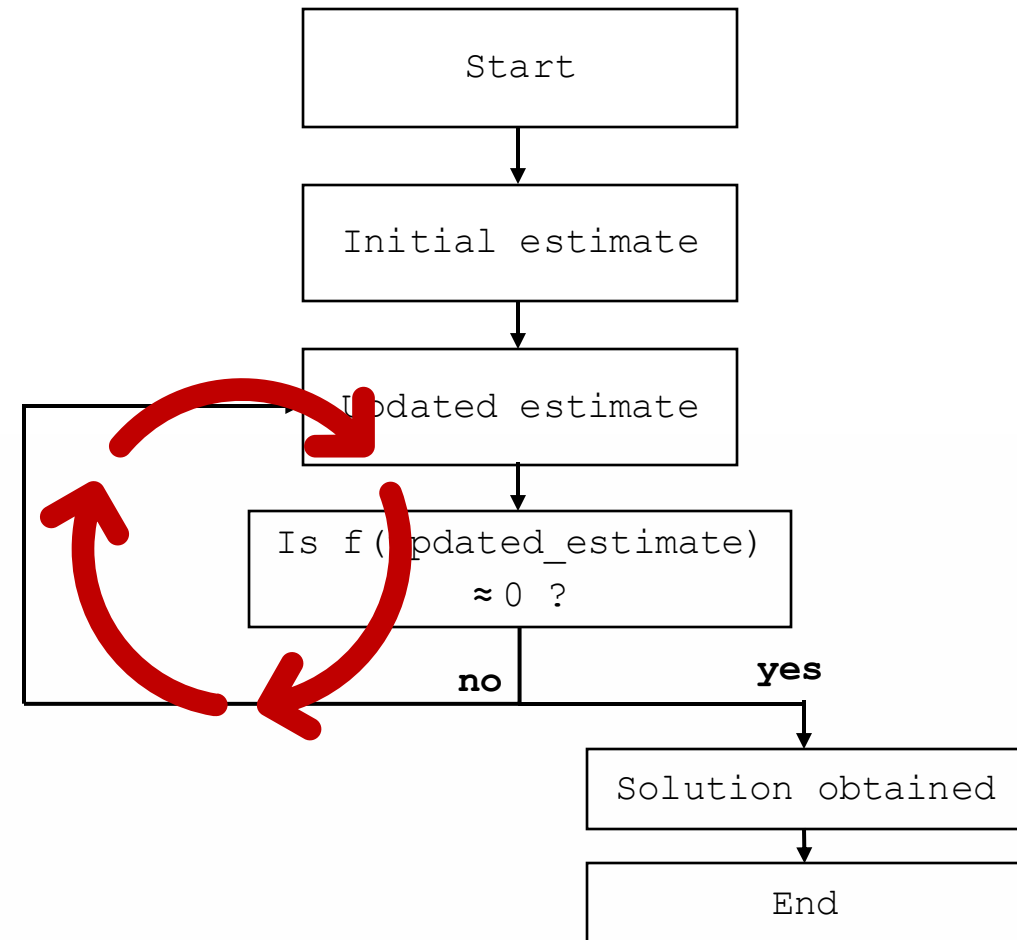 Start
Initial estimate
Updated estimate
Is f(updated_estimate)
≈ 0 ?
no
yes
Solution obtained
End